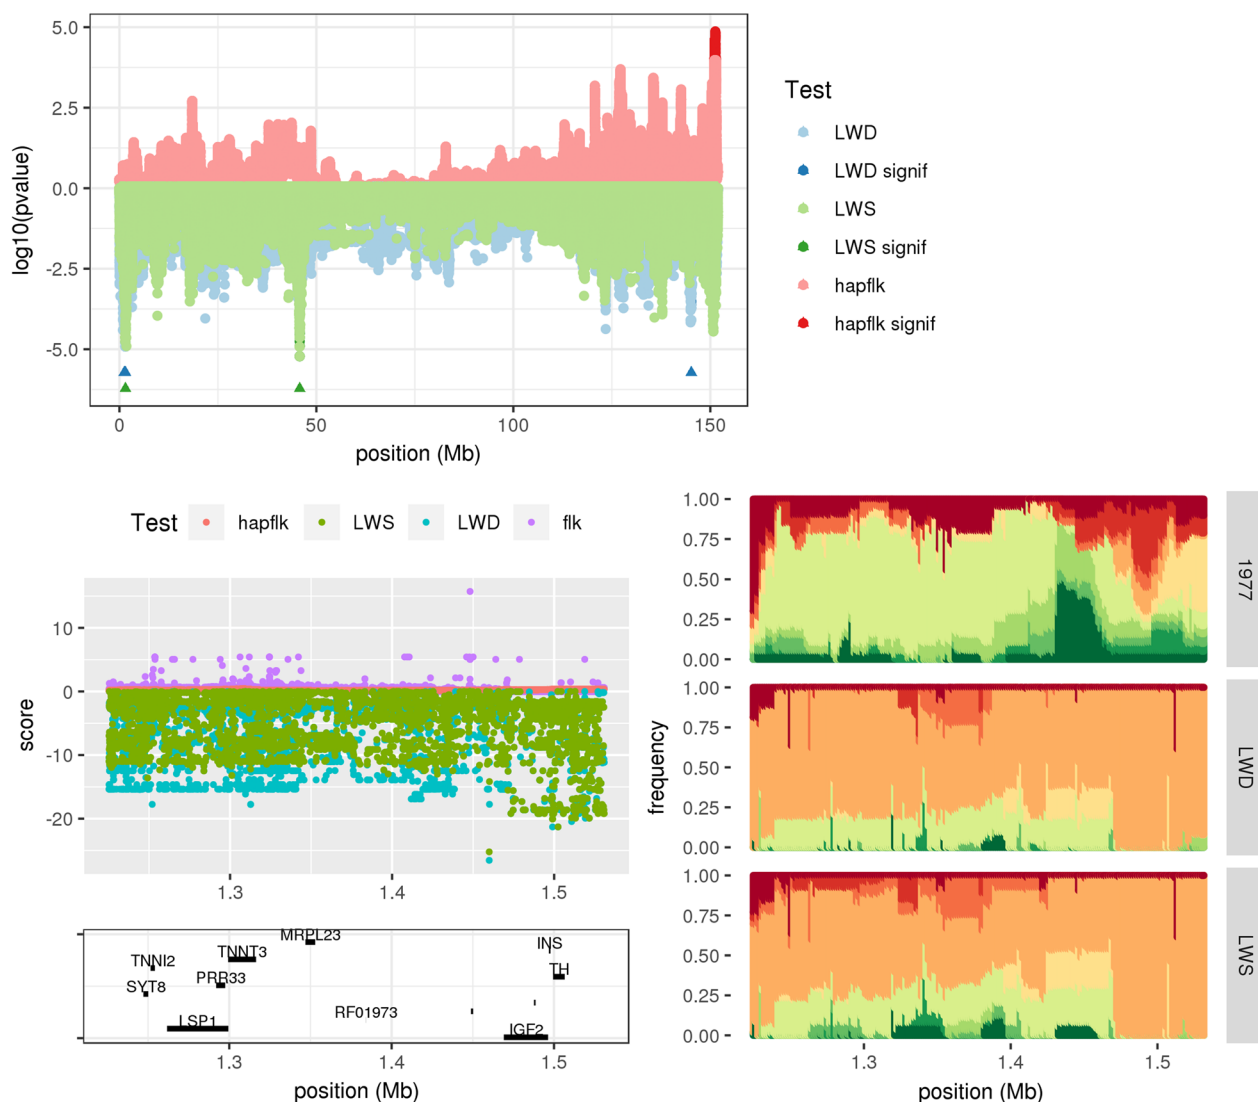 5.0
2.5
0.0
-2.5
-5.0
log10(pvalue)
0 50 100 150
position (Mb)
Test
LWD
LWD signif
LWS
LWS signif
hapflk
hapflk signif
Test hapflk LWS LWD flk
10
0
-10
-20
score
1.3 1.4 1.5
MRPL23
INS
TNNT3
TNNI2
TH
PRR33
SYT8
RF01973
LSP1
IGF2
1.3 1.4 1.5
position (Mb)
1.00
0.75
0.50
0.25
0.00
1977
1.00
0.75
0.50
0.25
0.00
LWD
frequency
1.00
0.75
0.50
0.25
0.00
LWS
1.3 1.4 1.5
position (Mb)